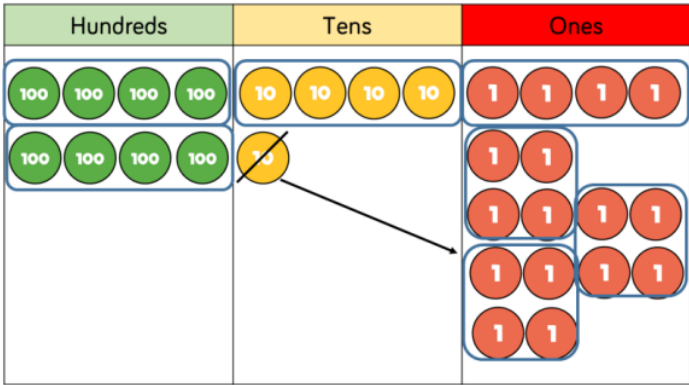 Hundreds Tens Ones
100 100 100 100 10 10 10 10 1 1 1 1
100 100 100 100 10 1 1
1 1 1 1
1 1 1 1
1 1